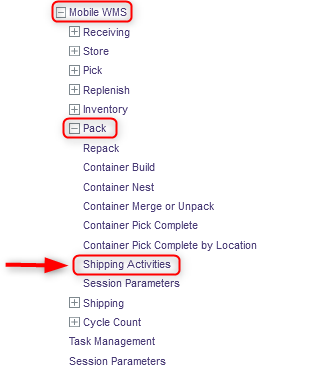 Mobile WMS
Receiving
Store
Pick
Replenish
Inventory
Pack
Repack
Container Build
Container Nest
Container Merge or Unpack
Container Pick Complete
Container Pick Complete by Location
Shipping Activities
Session Parameters
Shipping
Cycle Count
Task Management
Session Parameters